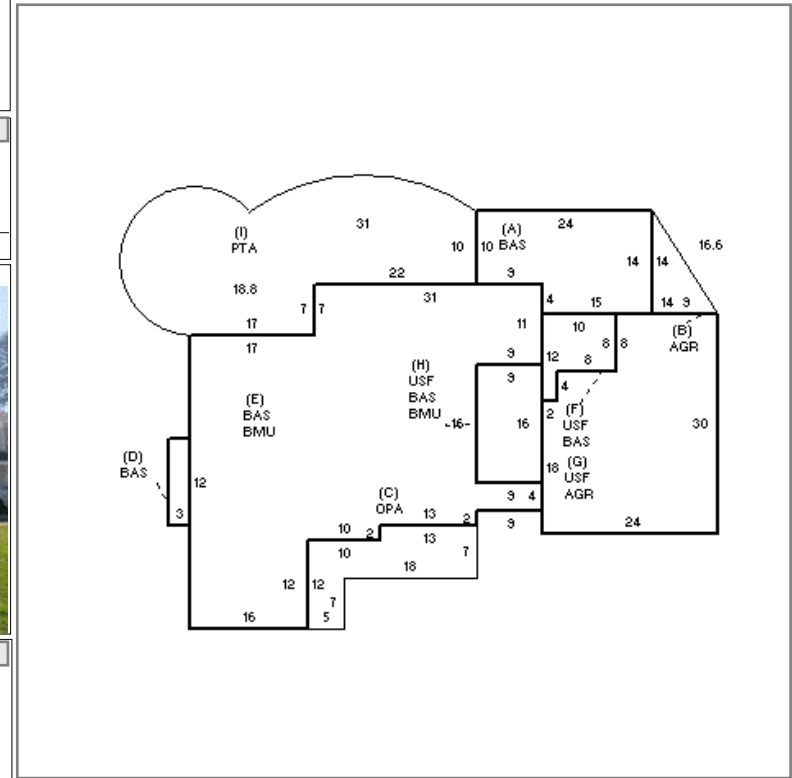 31
(A)
24
(I)
BAS
PTA
10
10
16.6
14
14
22
9
18.8
31
4
15
14
9
7
7
17
11
10
(B)
AGR
17
9
12
8
8
8
(H)
9
USF
4
(E)
BAS
2
(F)
BAS
BMU
-16-
16
USF
30
BMU
BAS
(D)
(G)
BAS
12
18
USF
(C)
9
4
AGR
OPA
3
13
2
9
24
10
2
13
10
7
18
12
12
7
16
5